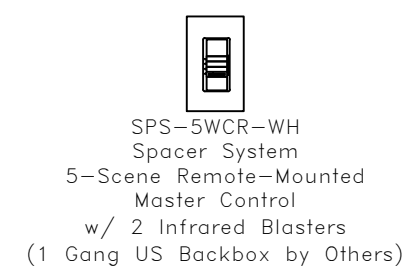 SPS-5WCR-WH
Spacer System
5-Scene Remote-Mounted
Master Control
w/ 2 Infrared Blasters
(1 Gang US Backbox by Others)